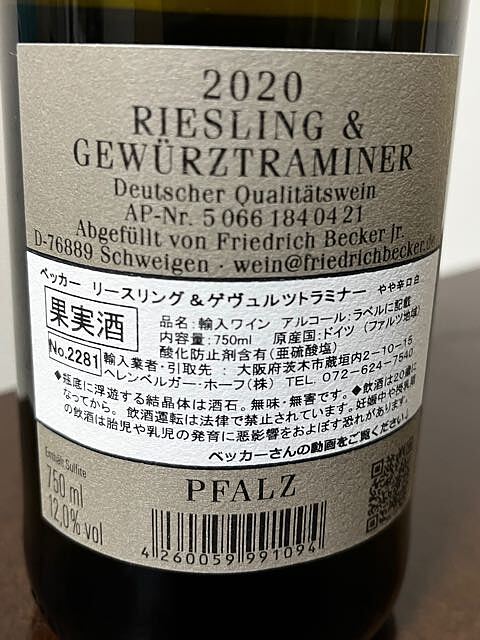 2020
RIESLING &
GEWÜRZTRAMINER
Deutscher Qualitätswein
AP-Nr. 5 066 184 04 21
Abgefüllt von Friedrich Becker jr.
D-76889 Schweigen · wein@friedrichbecker.de
ベッカー リースリング&ゲヴュルツトラミナー やや辛口 白
果実酒
品名:輸入ワイン アルコール:ラベルに記載
内容量:750ml 原産国:ドイツ (ファルツ地域)
酸化防止剤含有(亜硫酸塩)
No.2281
輸入業者・引取先 : 大阪府茨木市蔵垣内2-10-15
ヘレンベルガー・ホーフ(株) TEL. 072-624-7540
◆瓶底に浮遊する結晶体は酒石。無味・無害です。◆飲酒は20歳に
なってから。 飲酒運転は法律で禁止されています。妊娠中や授乳期
の飲酒は胎児や乳児の発育に悪影響をおよぼす恐れがあります。
ベッカーさんの動画をご覧ください↓
Enthält Sulfite
750 ml
12,0% vol
PFALZ
4 260059 991094